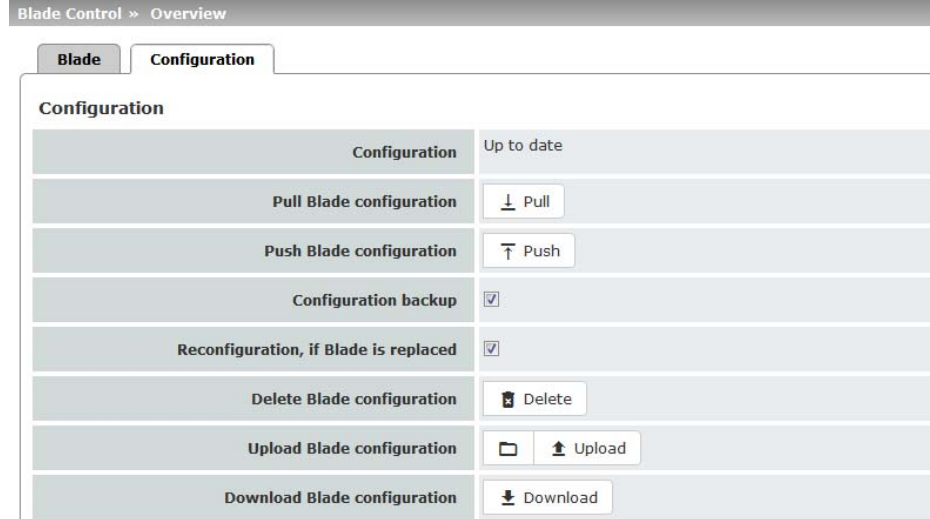 Blade Control » Overview
Blade
Configuration
Configuration
Configuration Up to date
Pull Blade configuration Pull
Push Blade configuration Push
Configuration backup
Reconfiguration, if Blade is replaced
Delete Blade configuration Delete
Upload Blade configuration Upload
Download Blade configuration Download